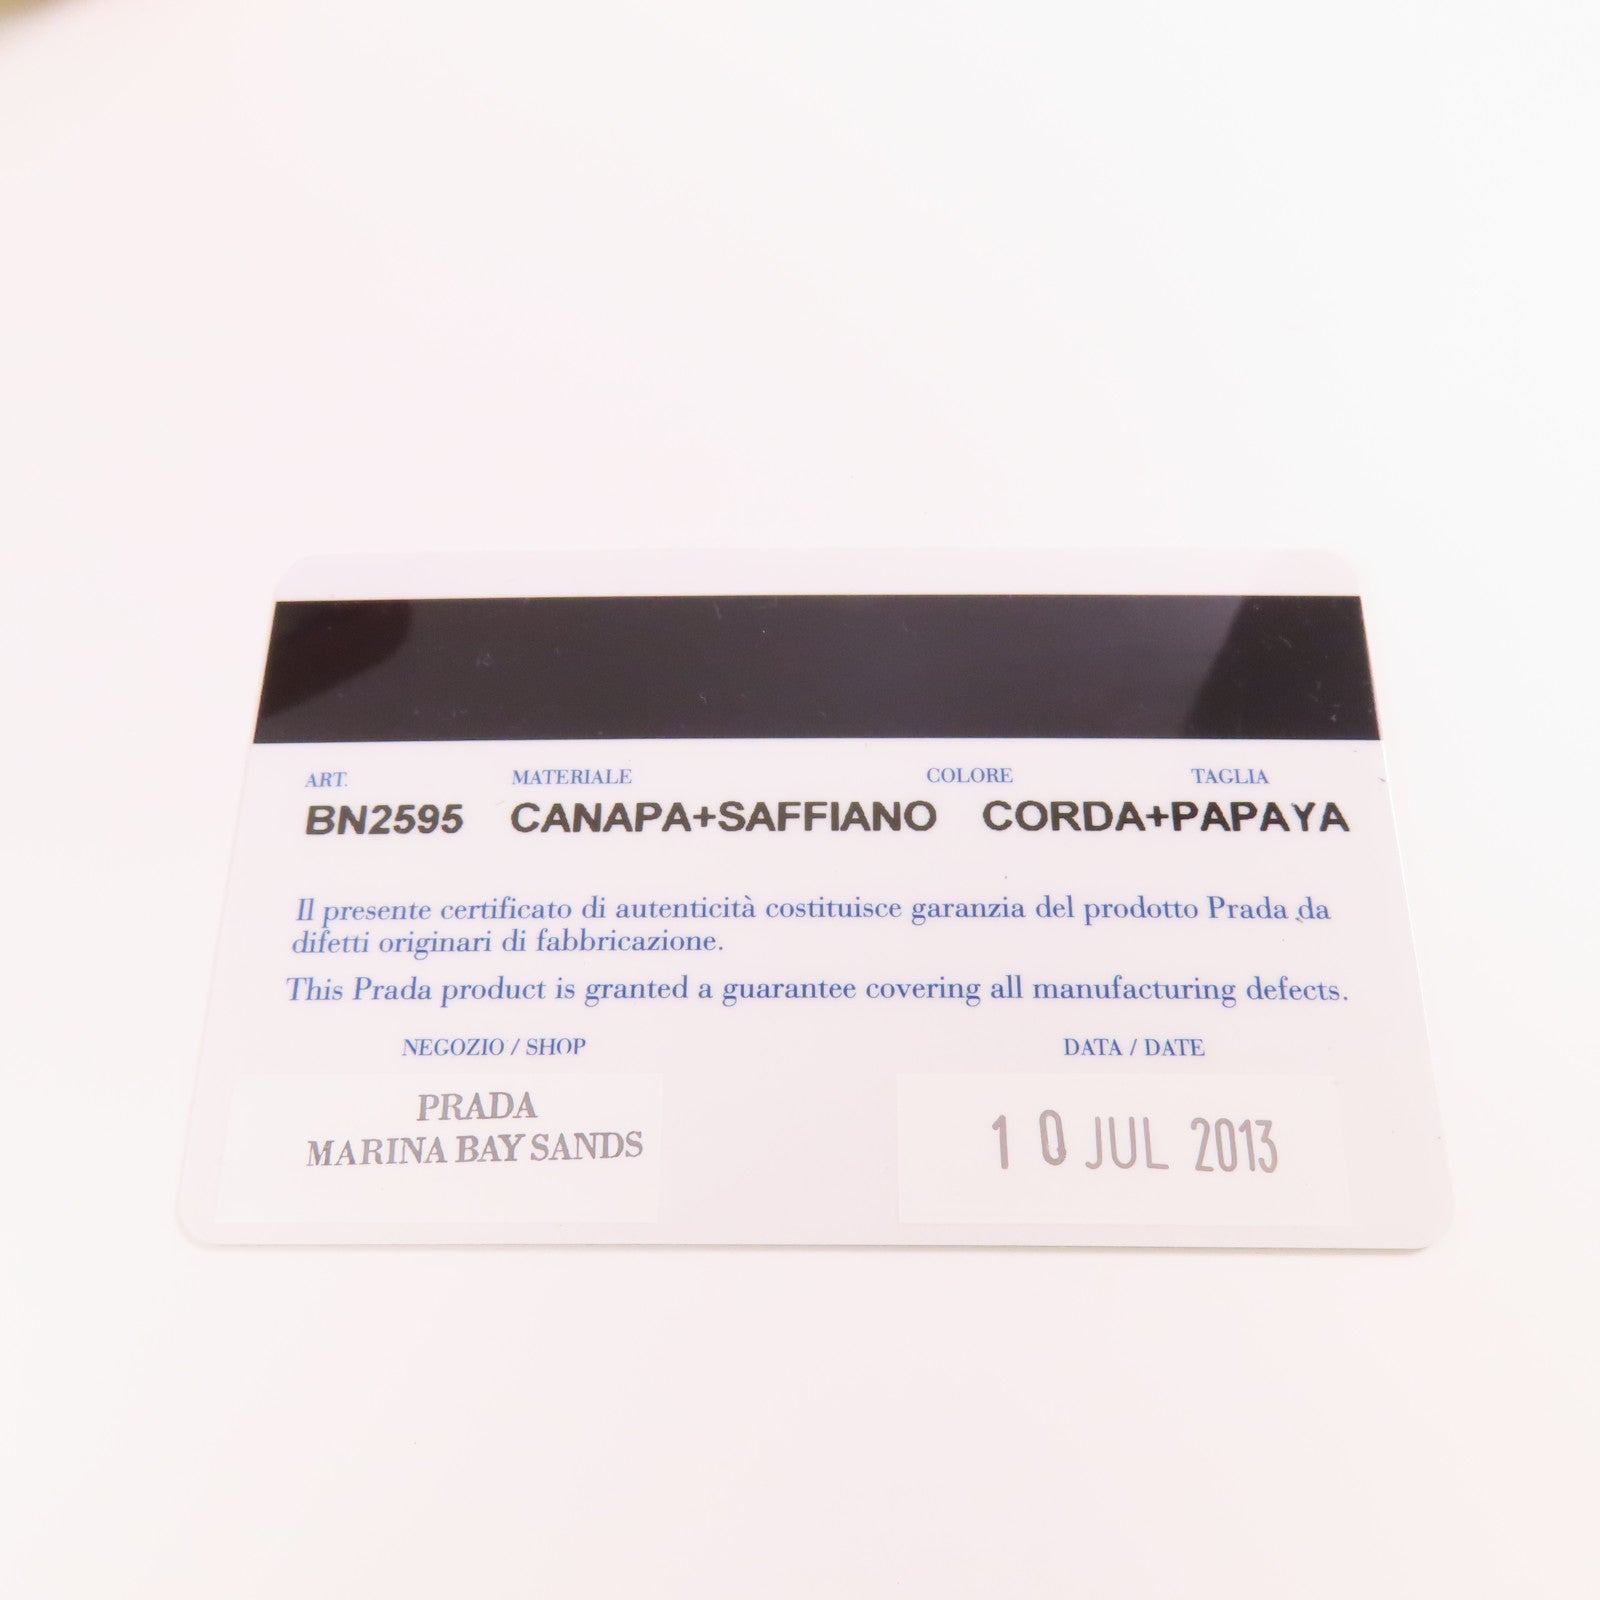 ART. MATERIALE COLORE TAGLIA
BN2595 CANAPA+SAFFIANO CORDA+PAPAYA
Il presente certificato di autenticità costituisce garanzia del prodotto Prada da
difetti originari di fabbricazione.
This Prada product is granted a guarantee covering all manufacturing defects.
NEGOZIO / SHOP DATA / DATE
PRADA
MARINA BAY SANDS 10 JUL 2013